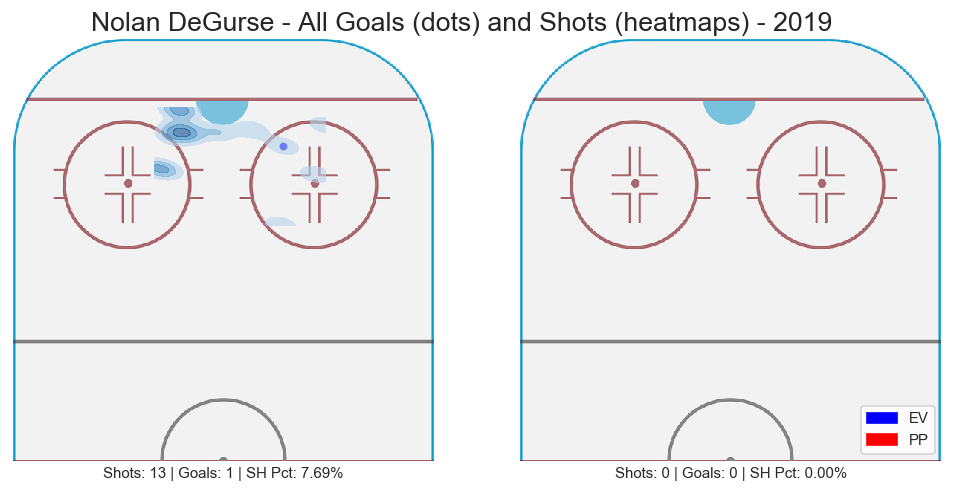 Nolan DeGurse - All Goals (dots) and Shots (heatmaps) - 2019
EV
PP
Shots: 13 | Goals: 1 | SH Pct: 7.69%
Shots: 0 | Goals: 0 | SH Pct: 0.00%